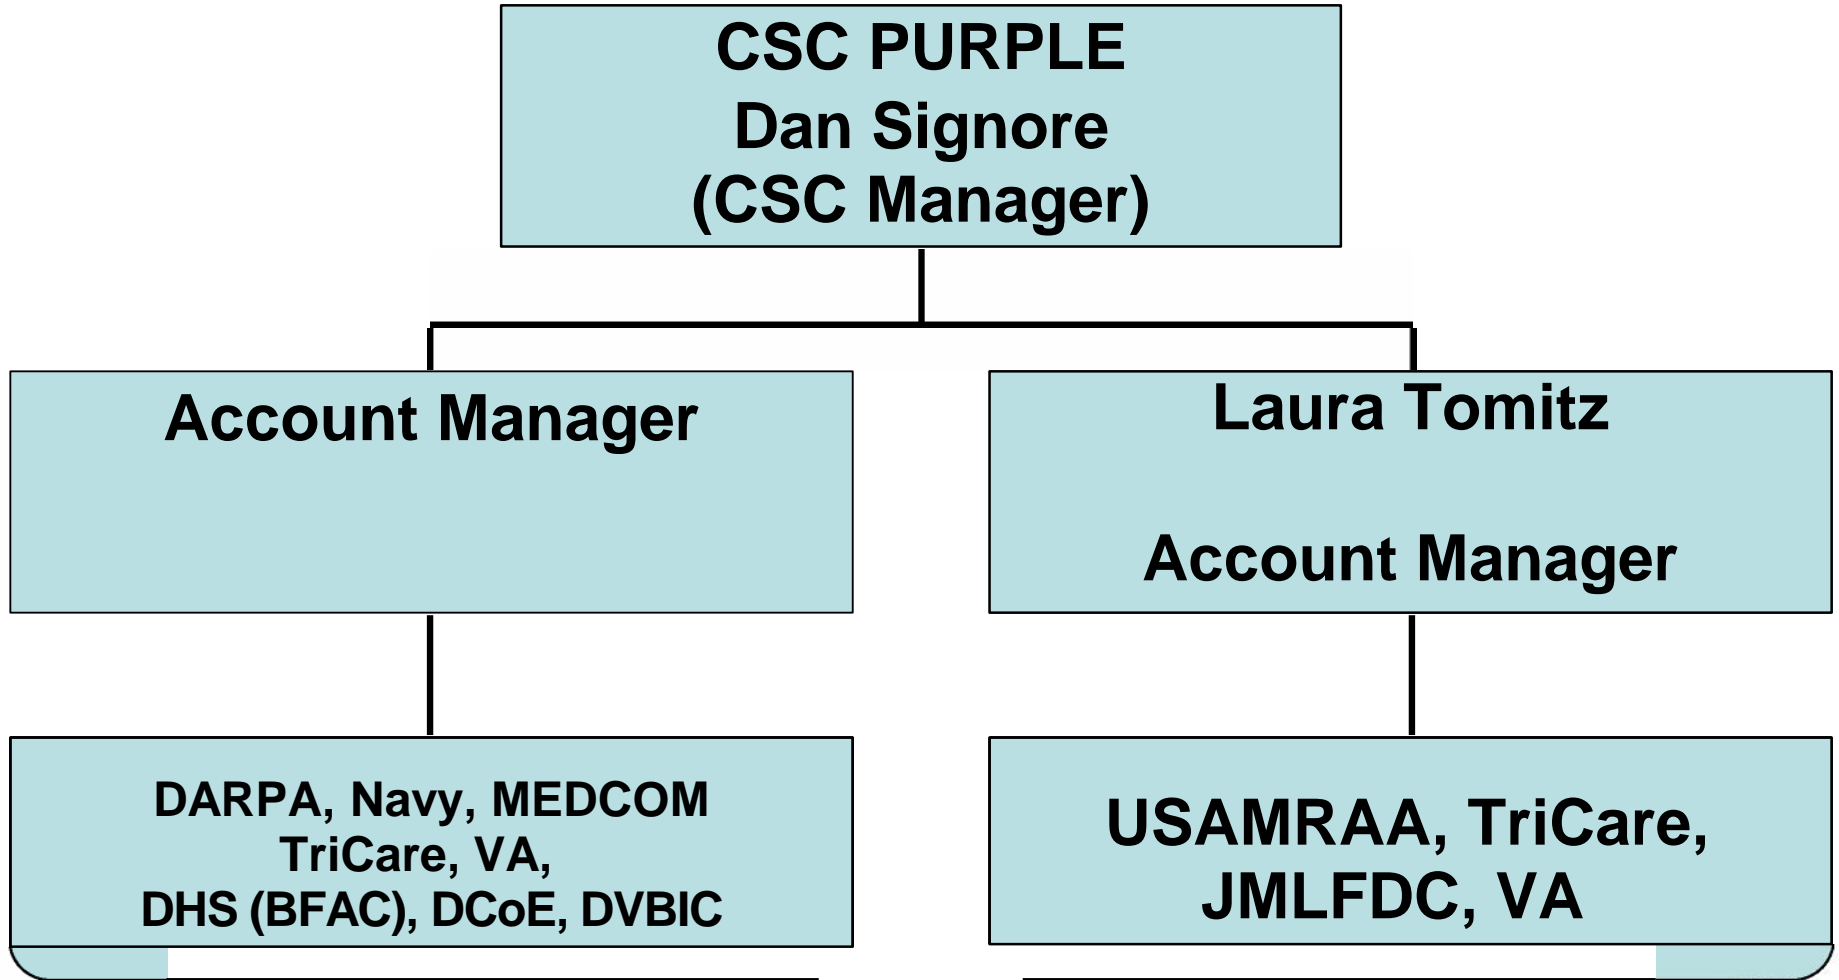 CSC PURPLE
Dan Signore
(CSC Manager)
Account Manager
Laura Tomitz
Account Manager
DARPA, Navy, MEDCOM
TriCare, VA,
DHS (BFAC), DCoE, DVBIC
USAMRAA, TriCare,
JMLFDC, VA